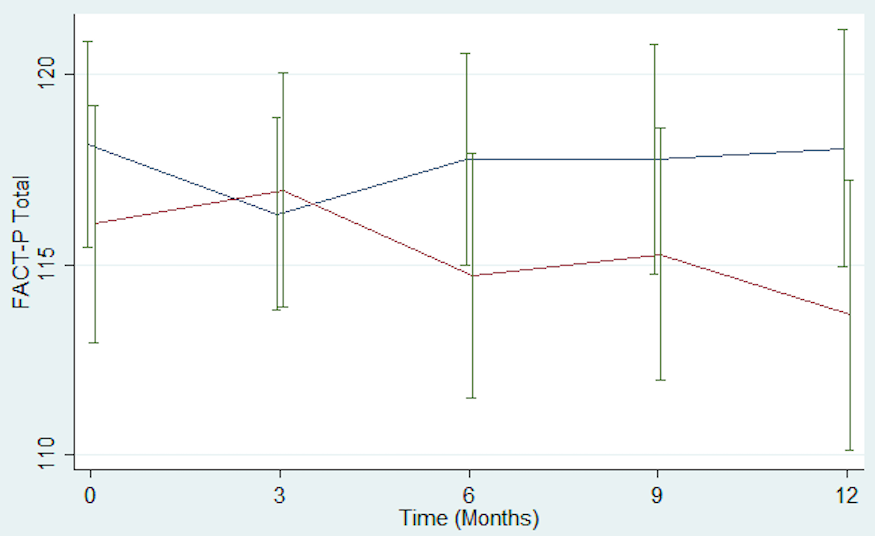 120
115
110
FACT-P Total
0 3 6 9 12
Time (Months)